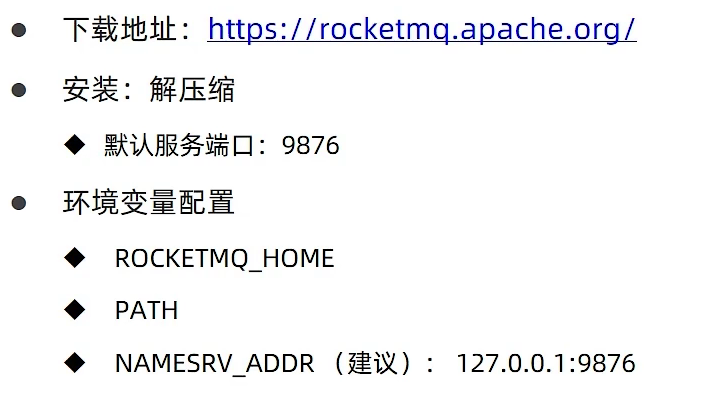 下载地址：https://rocketmq.apache.org/
安装：解压缩
默认服务端口：9876
环境变量配置
ROCKETMQ_HOME
PATH
NAMESRV_ADDR（建议）： 127.0.0.1:9876